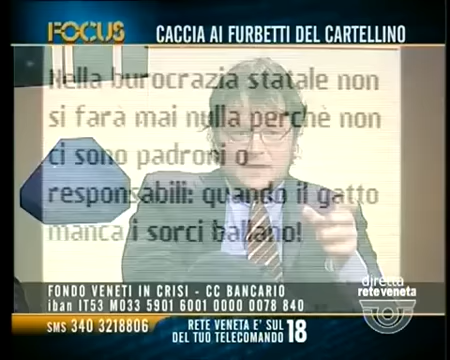 FOCUS CACCIA AI FURBETTI DEL CARTELLINO
Nella burocrazia statale non
si farà mai nulla perchè non
ci sono padroni o
responsabili: quando il gatto
manca i sorci ballano!
FONDO VENETI IN CRISI - CC BANCARIO
iban IT53 M033 5901 6001 0000 0078 840
diretta
reteveneta
SMS 340 3218806
RETE VENETA E' SUL
DEL TUO TELECOMANDO 18